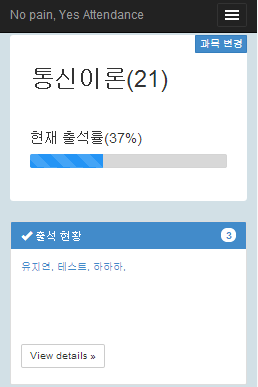 No pain, Yes Attendance
과목 변경
통신이론(21)
현재 출석률(37%)
출석 현황
3
유지연, 테스트, 하하하,
View details »